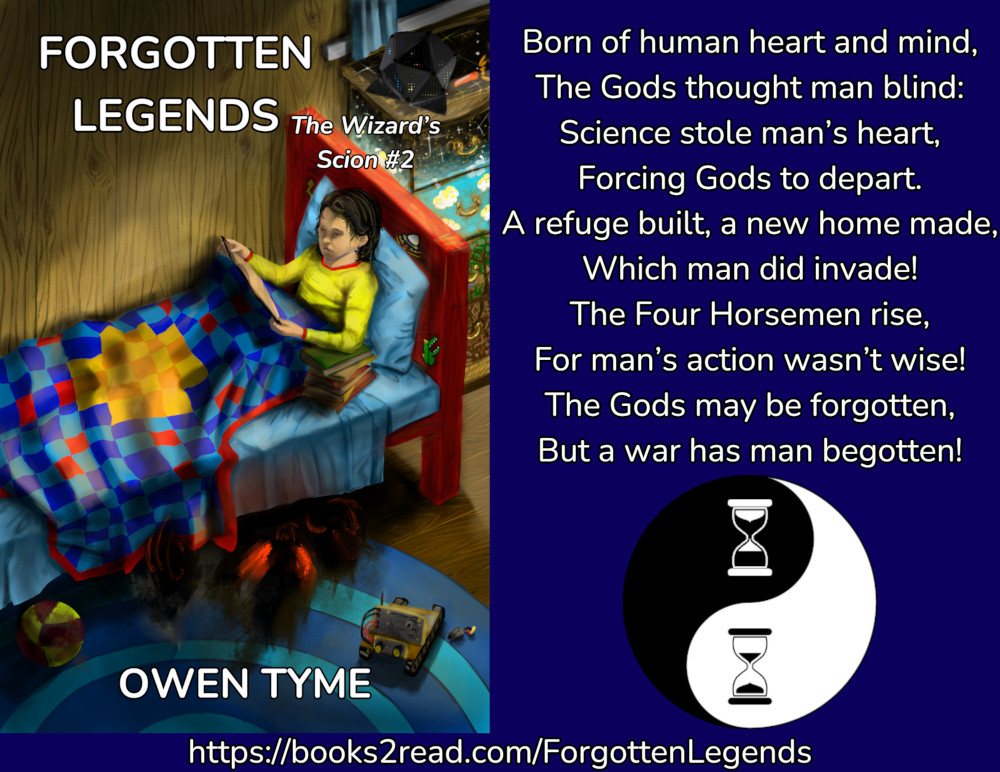 FORGOTTEN
LEGENDS
The Wizard’s
Scion #2
OWEN TYME
Born of human heart and mind,
The Gods thought man blind:
Science stole man’s heart,
Forcing Gods to depart.
A refuge built, a new home made,
Which man did invade!
The Four Horsemen rise,
For man’s action wasn’t wise!
The Gods may be forgotten,
But a war has man begotten!
https://books2read.com/ForgottenLegends